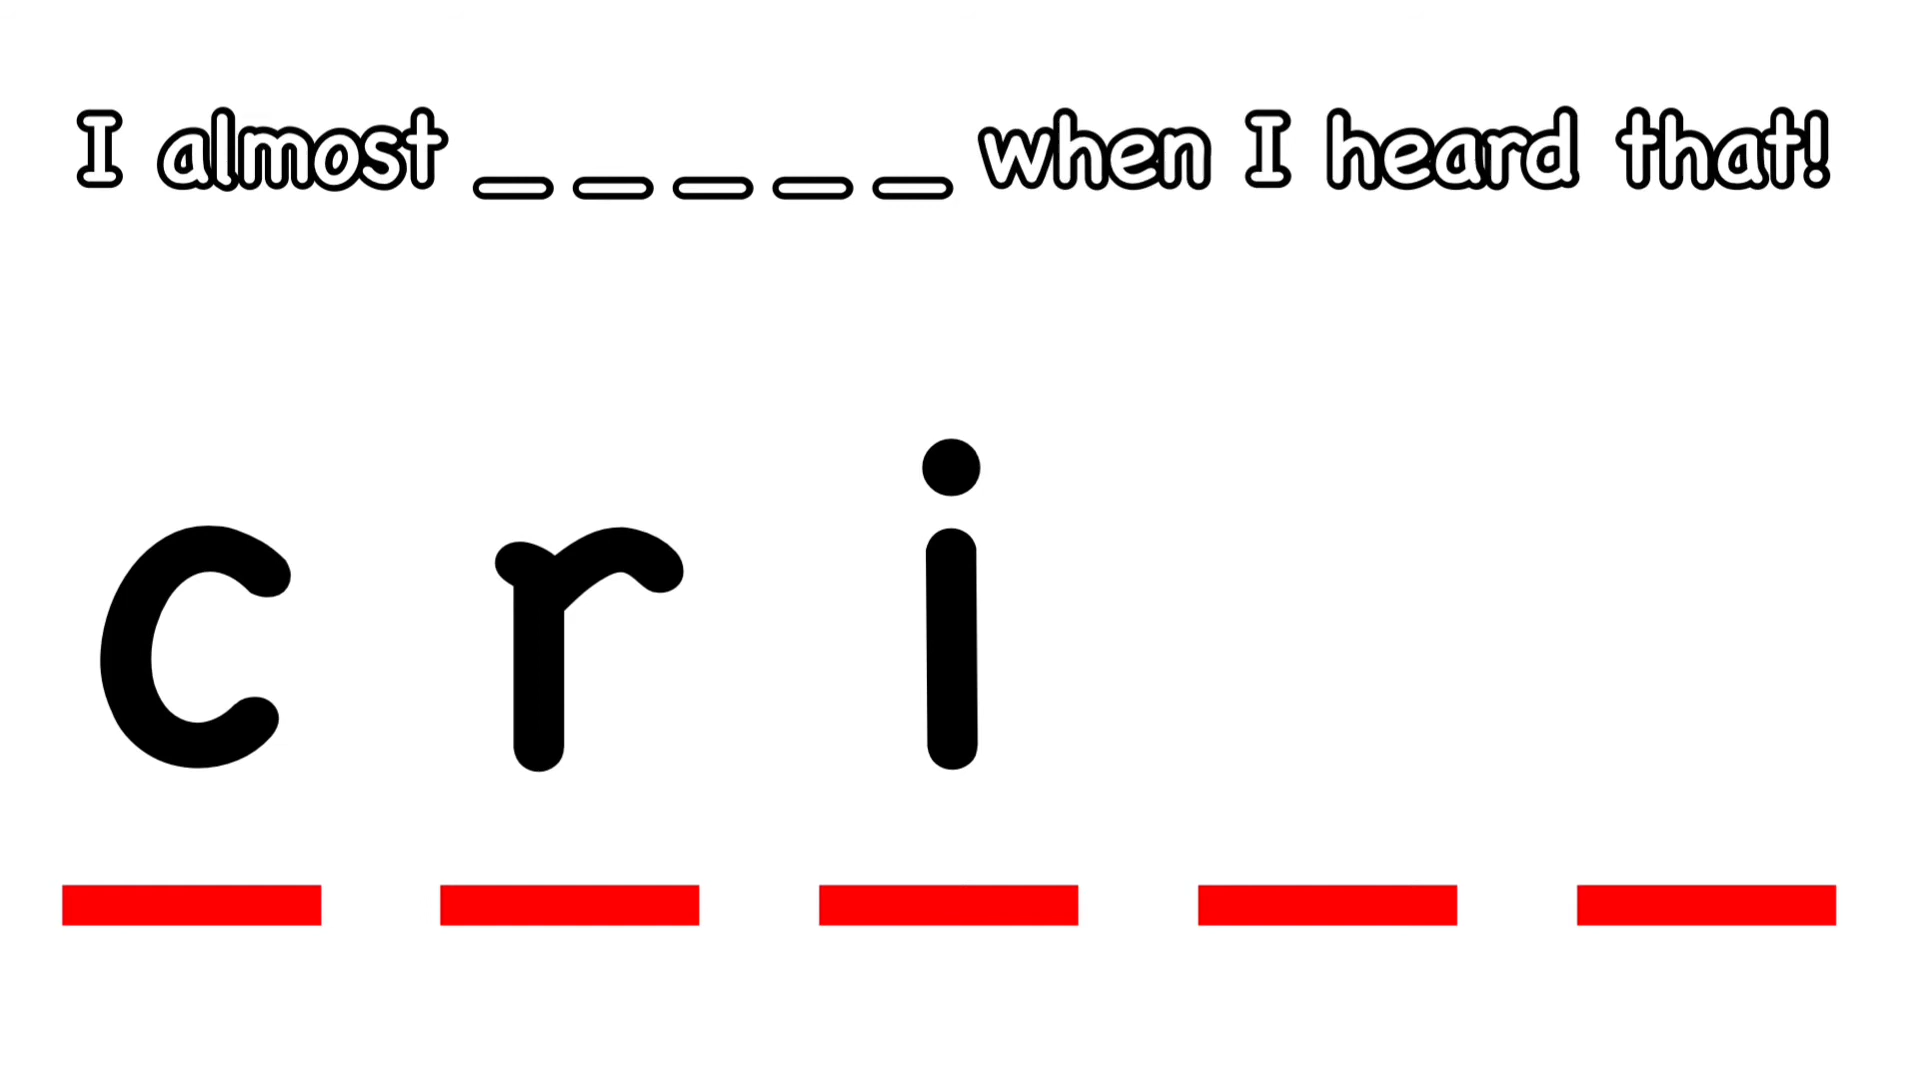 I almost _ _ _ _ _ when I heard that!
c r i _ _